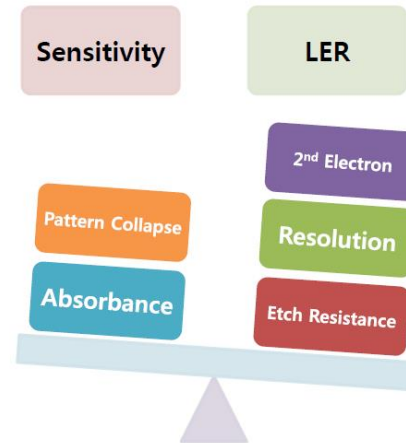 Sensitivity
LER
2nd Electron
Pattern Collapse
Resolution
Absorbance
Etch Resistance